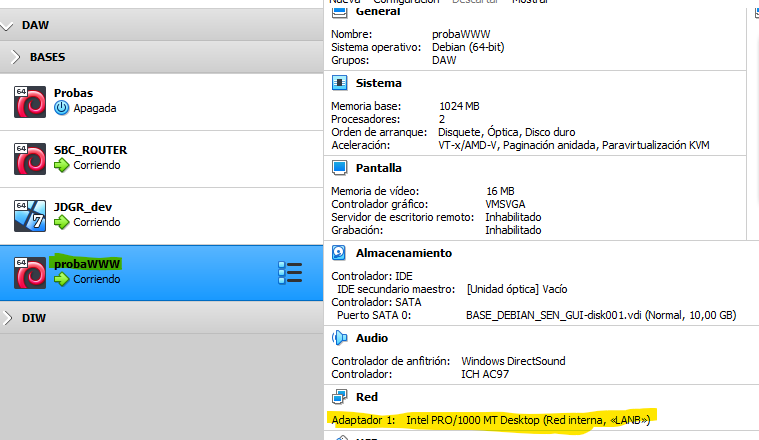 Nueva Configuración Descartar Mostrar
DAW
BASES
64
Probas
Apagada
64
SBC_ROUTER
Corriendo
64
7
JDGR_dev
Corriendo
64
probaWWW
Corriendo
DIW
General
Nombre: probaWWW
Sistema operativo: Debian (64-bit)
Grupos: DAW
Sistema
Memoria base: 1024 MB
Procesadores: 2
Orden de arranque: Disquete, Óptica, Disco duro
Aceleración: VT-x/AMD-V, Paginación anidada, Paravirtualización KVM
Pantalla
Memoria de vídeo: 16 MB
Controlador gráfico: VMSVGA
Servidor de escritorio remoto: Inhabilitado
Grabación: Inhabilitado
Almacenamiento
Controlador: IDE
IDE secundario maestro: [Unidad óptica] Vacío
Controlador: SATA
Puerto SATA 0: BASE_DEBIAN_SEN_GUI-disk001.vdi (Normal, 10,00 GB)
Audio
Controlador de anfitrión: Windows DirectSound
Controlador: ICH AC97
Red
Adaptador 1: Intel PRO/1000 MT Desktop (Red interna, «LANB»)